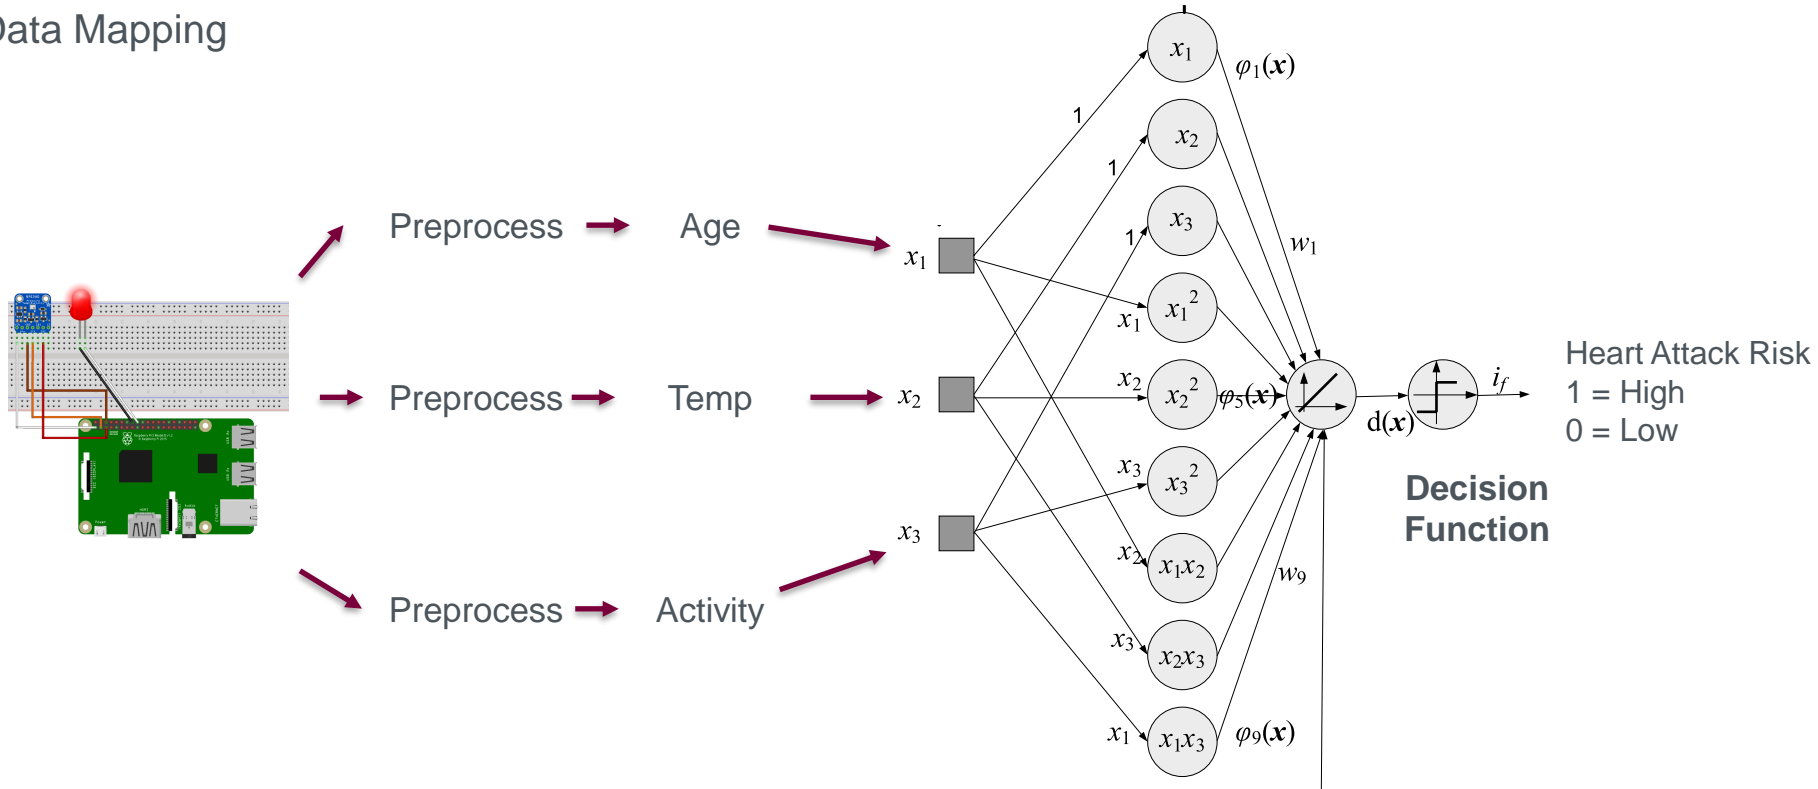 Data Mapping
Preprocess
Age
Preprocess
Temp
Preprocess
Activity
x₁
x₂
x₃
1
1
1
x₁
x₂
x₃
x₂
x₃
x₁
x₁
x₂
x₃
x₁²
x₂²
x₃²
x₁x₂
x₂x₃
x₁x₃
φ₁(x)
w₁
φ₅(x)
w₉
φ₉(x)
d(x)
i_f
Decision
Function
Heart Attack Risk
1 = High
0 = Low